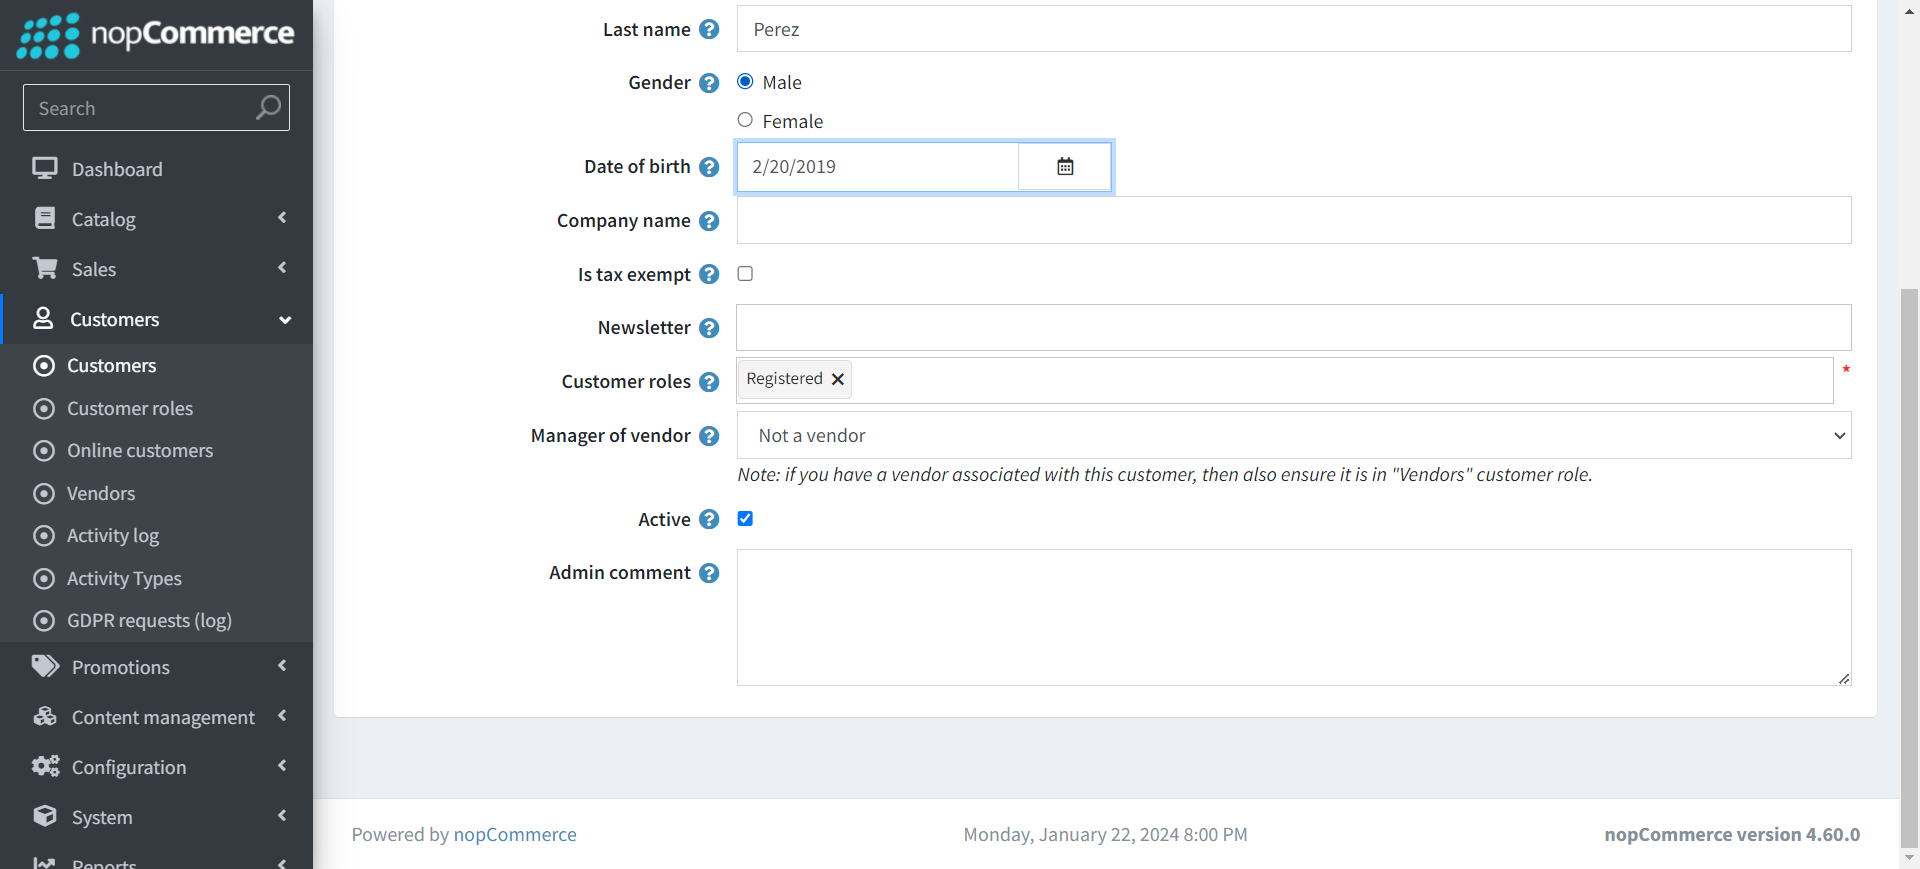 nopCommerce
Search
Dashboard
Catalog
Sales
Customers
Customers
Customer roles
Online customers
Vendors
Activity log
Activity Types
GDPR requests (log)
Promotions
Content management
Configuration
System
Reports
Last name ? Perez
Gender ? Male
Female
Date of birth ? 2/20/2019
Company name ?
Is tax exempt ?
Newsletter ?
Customer roles ? Registered *
Manager of vendor ? Not a vendor
Note: if you have a vendor associated with this customer, then also ensure it is in "Vendors" customer role.
Active ?
Admin comment ?
Powered by nopCommerce Monday, January 22, 2024 8:00 PM nopCommerce version 4.60.0